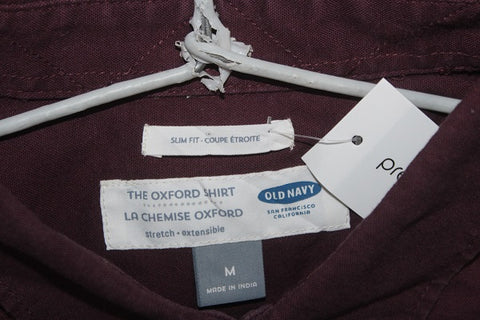 SLIM FIT - COUPE ÉTROITE
THE OXFORD SHIRT
LA CHEMISE OXFORD
stretch • extensible
OLD NAVY
SAN FRANCISCO
CALIFORNIA
M
MADE IN INDIA